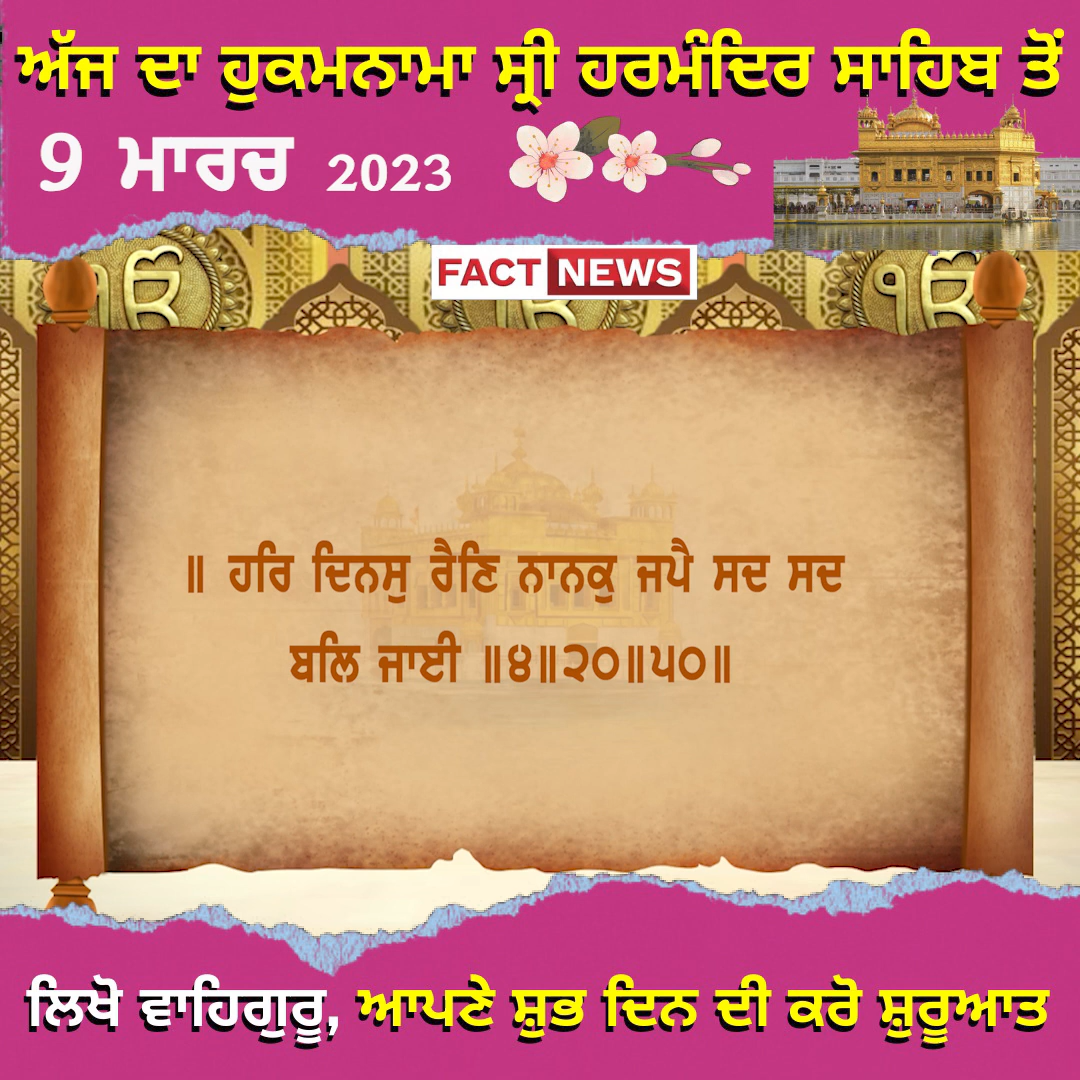 ਅੱਜ ਦਾ ਹੁਕਮਨਾਮਾ ਸ੍ਰੀ ਹਰਮੰਦਿਰ ਸਾਹਿਬ ਤੋਂ
9 ਮਾਰਚ 2023
FACT NEWS
॥ ਹਰਿ ਦਿਨਸੁ ਰੈਣਿ ਨਾਨਕੁ ਜਪੈ ਸਦ ਸਦ
ਬਲਿ ਜਾਈ ॥੪॥੨੦॥੫੦॥
ਲਿਖੋ ਵਾਹਿਗੁਰੂ, ਆਪਣੇ ਸ਼ੁਭ ਦਿਨ ਦੀ ਕਰੋ ਸ਼ੁਰੂਆਤ